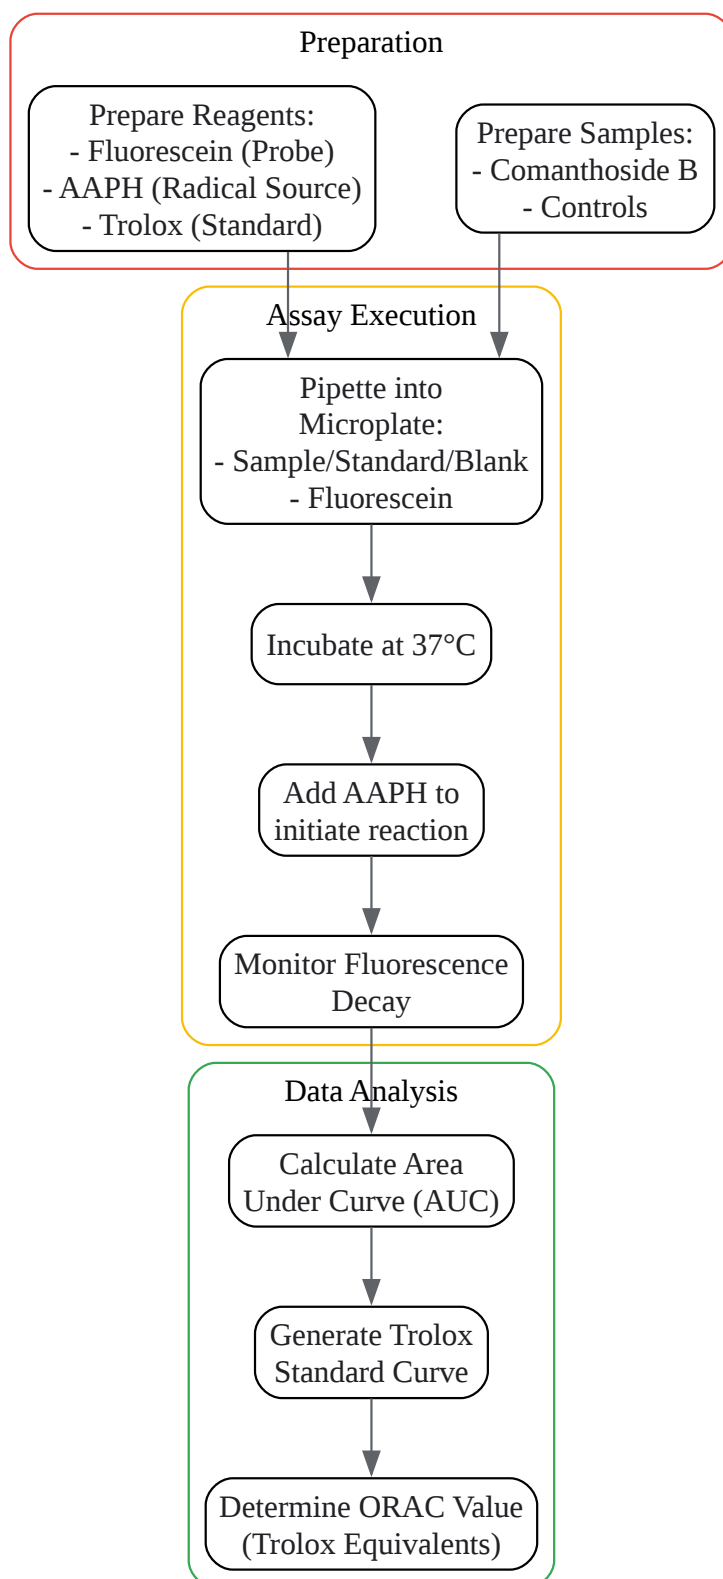 Preparation
Prepare Reagents:
- Fluorescein (Probe)
- AAPH (Radical Source)
- Trolox (Standard)
Prepare Samples:
- Comanthoside B
- Controls
Assay Execution
Pipette into
Microplate:
- Sample/Standard/Blank
- Fluorescein
Incubate at 37°C
Add AAPH to
initiate reaction
Monitor Fluorescence
Decay
Data Analysis
Calculate Area
Under Curve (AUC)
Generate Trolox
Standard Curve
Determine ORAC Value
(Trolox Equivalents)